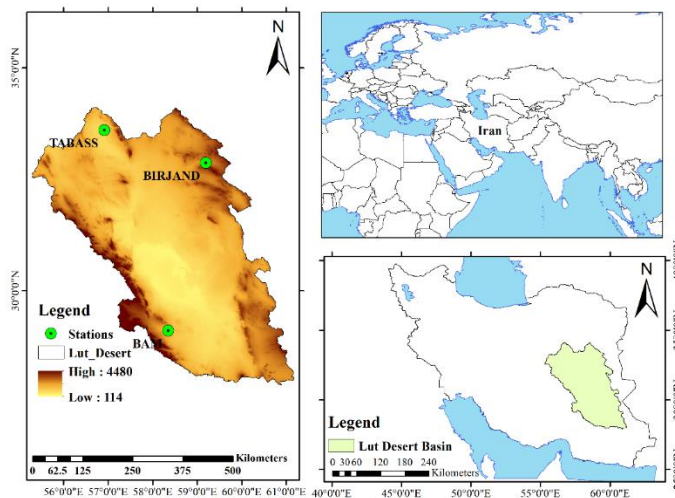 N
35°0'0"N
TABASS
BIRJAND
30°0'0"N
Legend
Stations
Lut_Desert
High : 4480
Low : 114
BAM
Kilometers
0 62.5 125 250 375 500
56°0'0"E 57°0'0"E 58°0'0"E 59°0'0"E 60°0'0"E 61°0'0"E
Iran
N
Legend
Lut Desert Basin
Kilometers
0 30 60 120 180 240
40°0'0"E 45°0'0"E 50°0'0"E 55°0'0"E 60°0'0"E